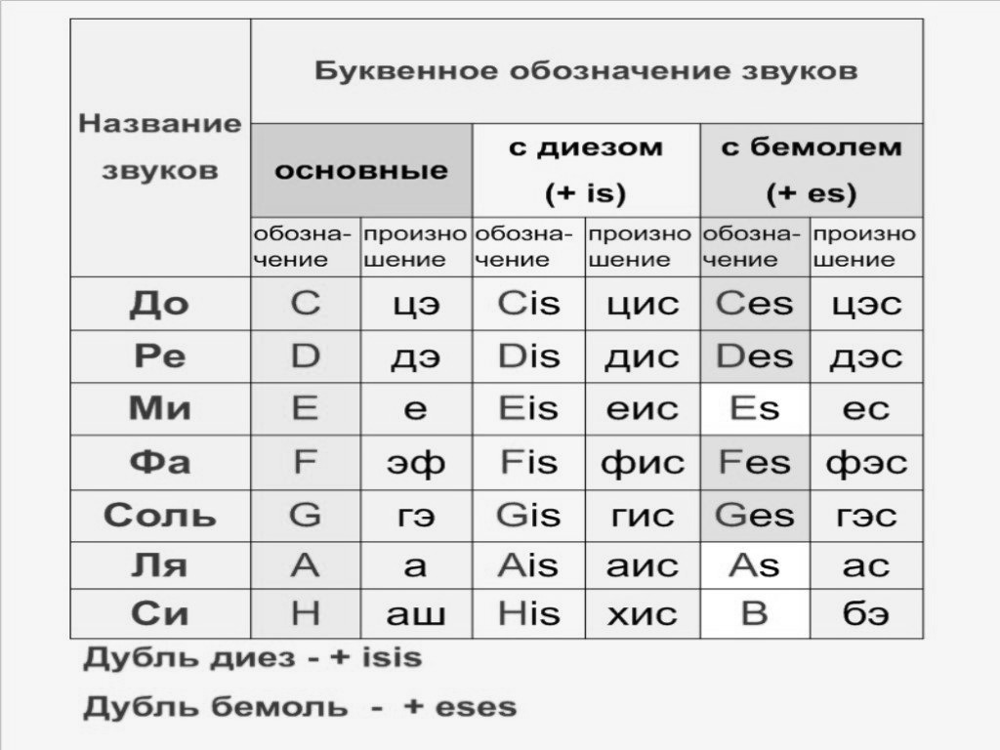 Название
звуков
Буквенное обозначение звуков
основные
с диезом
(+ is)
с бемолем
(+ es)
обозна-
чение
произно
шение
обозна-
чение
произно
шение
обозна-
чение
произно
шение
До C цэ Cis цис Ces цэс
Ре D дэ Dis дис Des дэс
Ми E е Eis еис Es ес
Фа F эф Fis фис Fes фэс
Соль G гэ Gis гис Ges гэс
Ля A а Ais аис As ас
Си H аш His хис B бэ
Дубль диез - + isis
Дубль бемоль - + eses